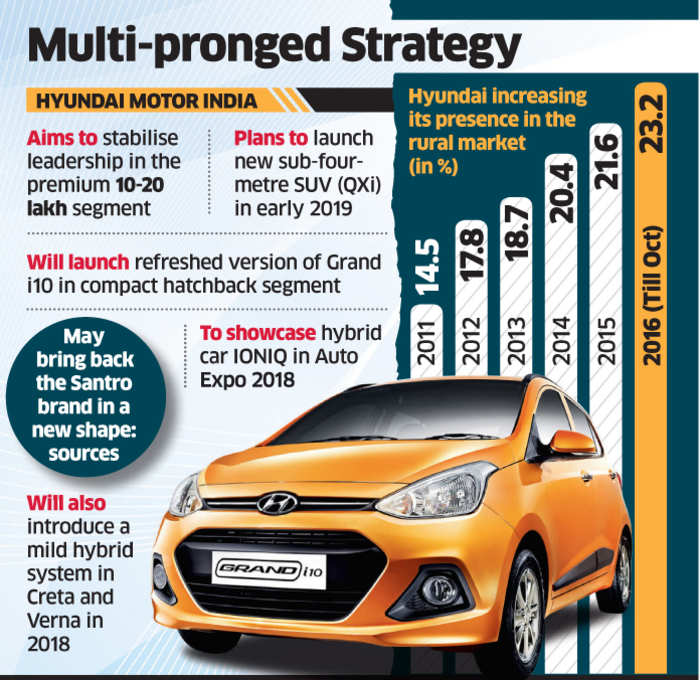 Multi-pronged Strategy
HYUNDAI MOTOR INDIA
Aims to stabilise
leadership in the
premium 10-20
lakh segment
Plans to launch
new sub-four-
metre SUV (QXi)
in early 2019
Will launch refreshed version of Grand
i10 in compact hatchback segment
May
bring back
the Santro
brand in a
new shape:
sources
To showcase hybrid
car IONIQ in Auto
Expo 2018
Will also
introduce a
mild hybrid
system in
Creta and
Verna in
2018
Hyundai increasing
its presence in the
rural market
(in %)
2011 14.5
2012 17.8
2013 18.7
2014 20.4
2015 21.6
2016 (Till Oct) 23.2
GRAND i10